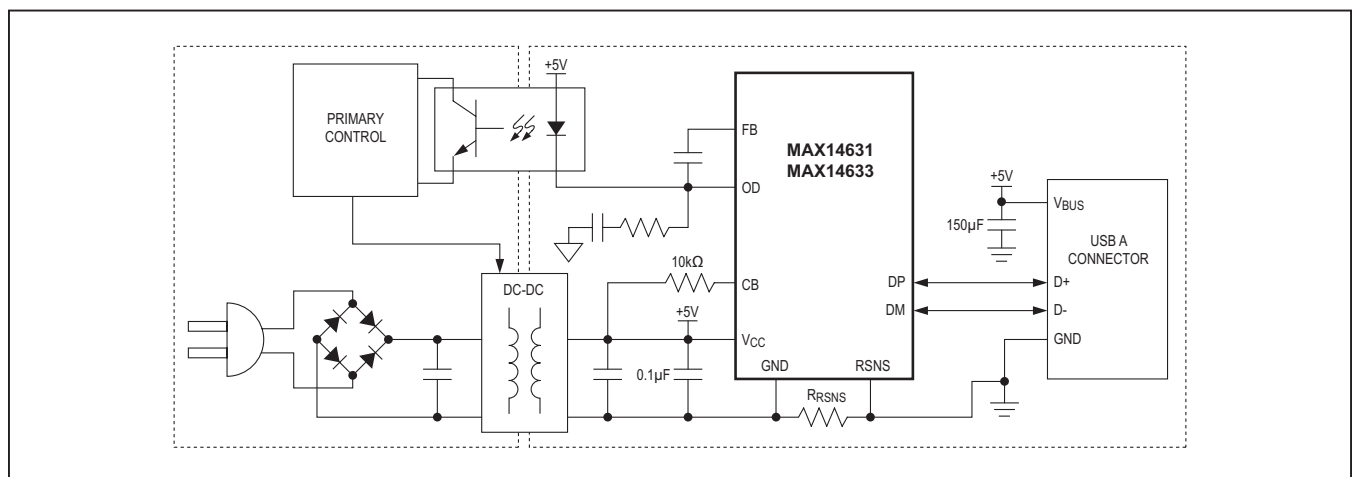 PRIMARY
CONTROL
+5V
FB
OD
MAX14631
MAX14633
+5V
VBUS
150µF
USB A
CONNECTOR
10kΩ
CB
DP
D+
DM
D-
DC-DC
+5V
VCC
GND
0.1µF
GND
RSNS
RRSNS